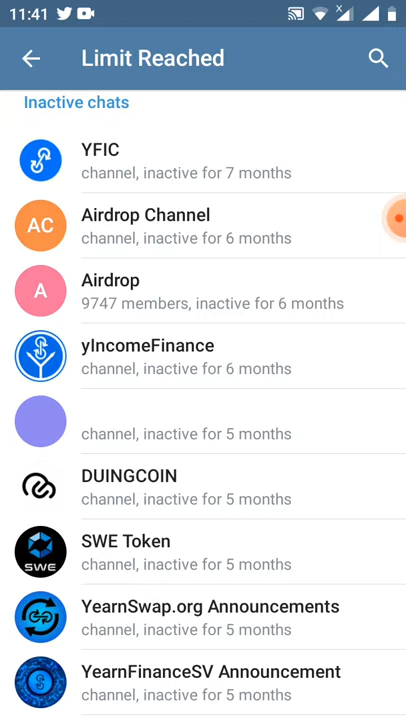 11:41
Limit Reached
Inactive chats
YFIC
channel, inactive for 7 months
AC
Airdrop Channel
channel, inactive for 6 months
A
Airdrop
9747 members, inactive for 6 months
yIncomeFinance
channel, inactive for 6 months
channel, inactive for 5 months
DUINGCOIN
channel, inactive for 5 months
SWE
SWE Token
channel, inactive for 5 months
YearnSwap.org Announcements
channel, inactive for 5 months
YearnFinanceSV Announcement
channel, inactive for 5 months